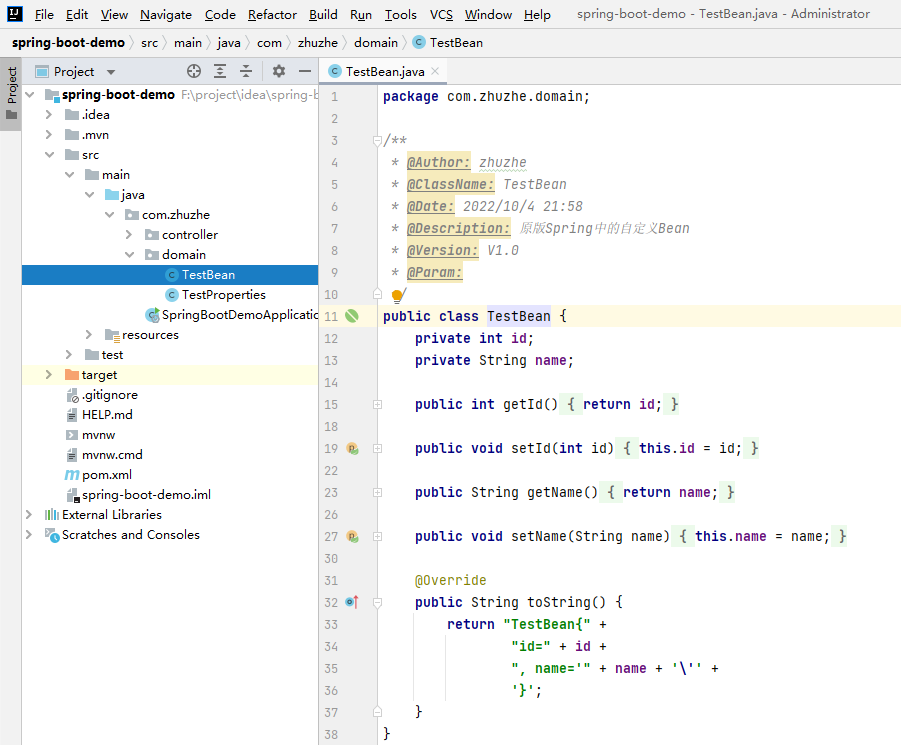 File Edit View Navigate Code Refactor Build Run Tools VCS Window Help spring-boot-demo - TestBean.java - Administrator
spring-boot-demo src main java com zhuzhe domain TestBean
Project
Project
TestBean.java
spring-boot-demo F:\project\idea\spring-b
.idea
.mvn
src
main
java
com.zhuzhe
controller
domain
TestBean
TestProperties
SpringBootDemoApplicatio
resources
test
target
.gitignore
HELP.md
mvnw
mvnw.cmd
pom.xml
spring-boot-demo.iml
External Libraries
Scratches and Consoles
1 package com.zhuzhe.domain;
2
3 /**
4 * @Author: zhuzhe
5 * @ClassName: TestBean
6 * @Date: 2022/10/4 21:58
7 * @Description: 原版Spring中的自定义Bean
8 * @Version: V1.0
9 * @Param:
10 */
11 public class TestBean {
12 private int id;
13 private String name;
14
15 public int getId() { return id; }
18
19 public void setId(int id) { this.id = id; }
22
23 public String getName() { return name; }
26
27 public void setName(String name) { this.name = name; }
30
31 @Override
32 public String toString() {
33 return "TestBean{" +
34 "id=" + id +
35 ", name='" + name + '\'' +
36 '}';
37 }
38 }